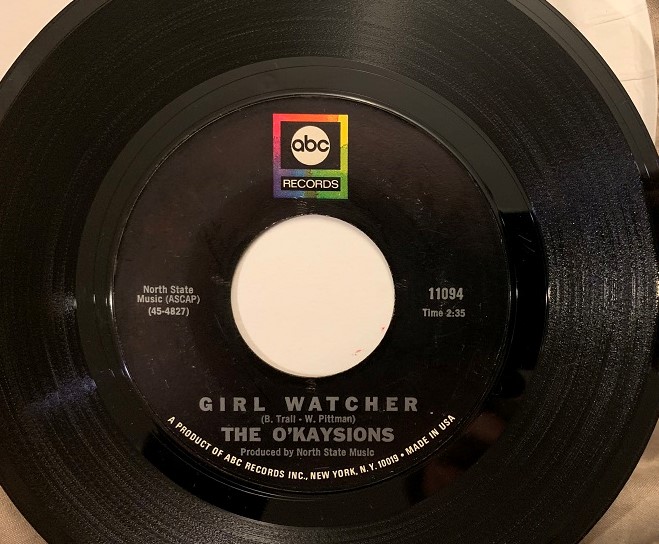 abc
RECORDS
North State
Music (ASCAP)
(45-4827)
11094
Time 2:35
GIRL WATCHER
(B. Trail - W. Pittman)
THE O'KAYSIONS
Produced by North State Music
A PRODUCT OF ABC RECORDS INC., NEW YORK, N.Y. 10019 • MADE IN USA